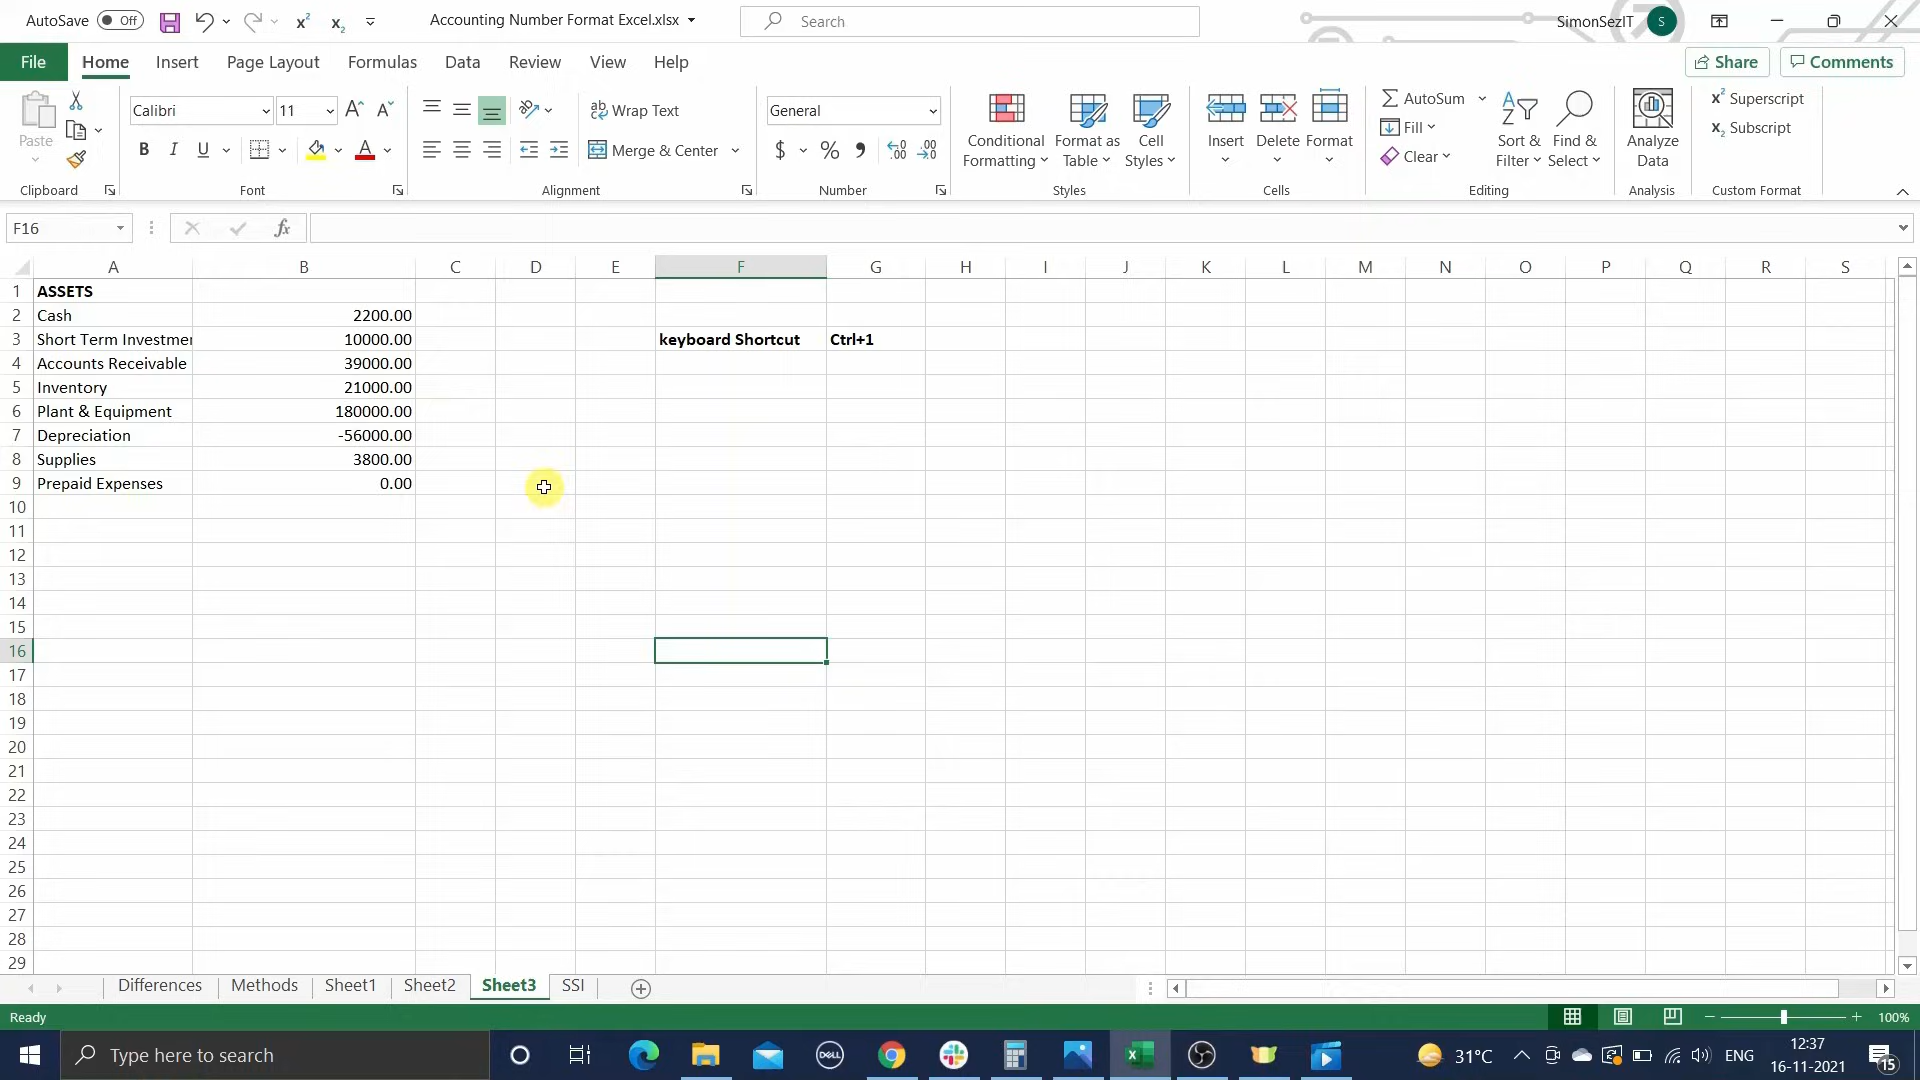 AutoSave Off Accounting Number Format Excel.xlsx Search SimonSezIT S
File Home Insert Page Layout Formulas Data Review View Help Share Comments
Calibri 11 Wrap Text General AutoSum Superscript
Paste Conditional Format as Cell Insert Delete Format Fill Sort & Find & Analyze Subscript
B I U Merge & Center $ % , Formatting Table Styles Clear Filter Select Data
Clipboard Font Alignment Number Styles Cells Editing Analysis Custom Format
F16 fx
A B C D E F G H I J K L M N O P Q R S
1 ASSETS
2 Cash 2200.00
3 Short Term Investmen 10000.00 keyboard Shortcut Ctrl+1
4 Accounts Receivable 39000.00
5 Inventory 21000.00
6 Plant & Equipment 180000.00
7 Depreciation -56000.00
8 Supplies 3800.00
9 Prepaid Expenses 0.00
10
11
12
13
14
15
16
17
18
19
20
21
22
23
24
25
26
27
28
29
Differences Methods Sheet1 Sheet2 Sheet3 SSI
Ready 100%
Type here to search DELL 31°C ENG 12:37
16-11-2021 15